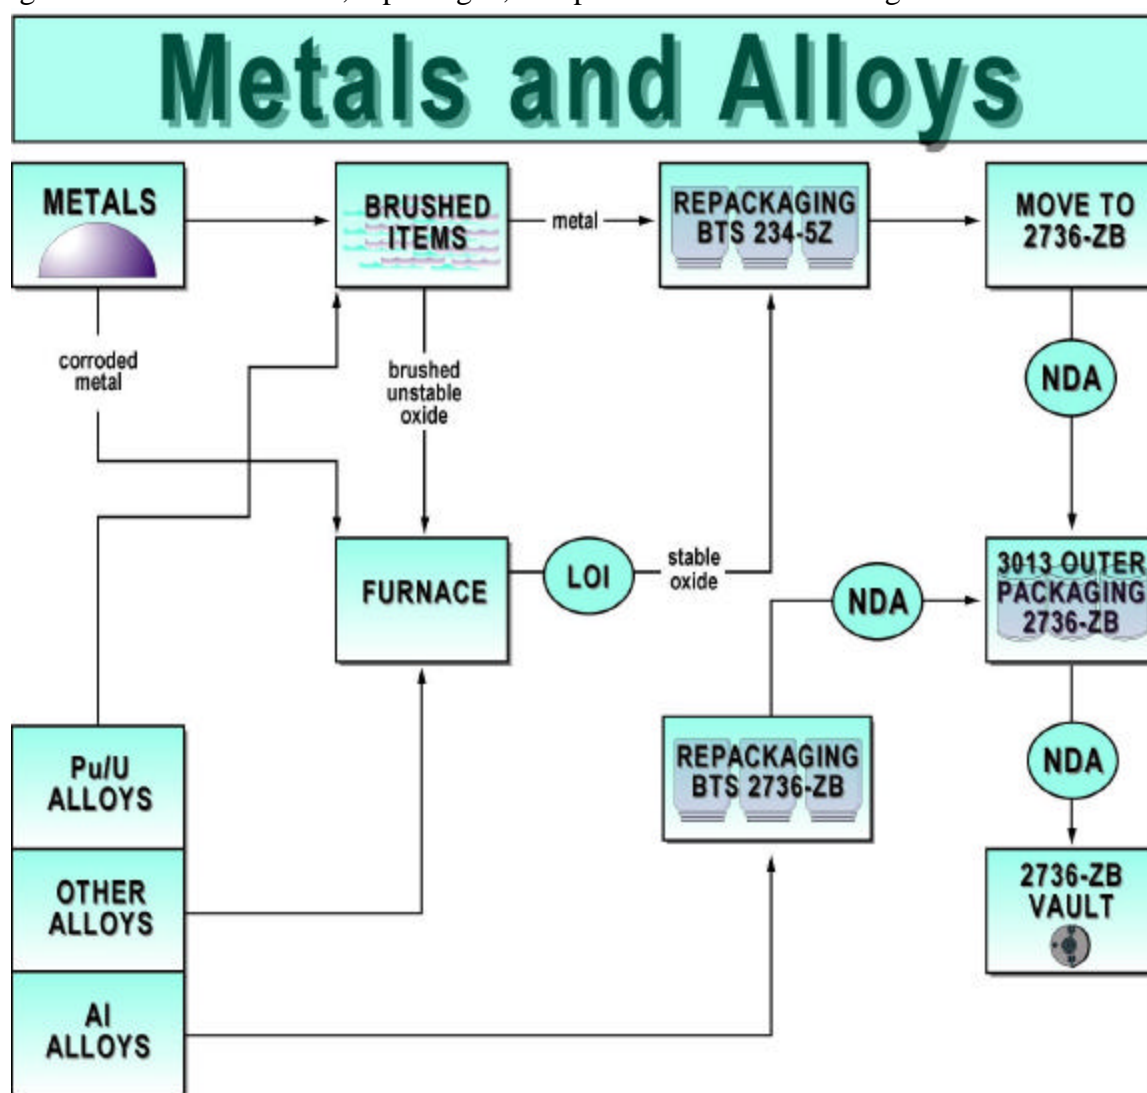 Metals and Alloys
METALS
BRUSHED
ITEMS
metal
REPACKAGING
BTS 234-5Z
MOVE TO
2736-ZB
corroded
metal
brushed
unstable
oxide
NDA
FURNACE
LOI
stable
oxide
NDA
3013 OUTER
PACKAGING
2736-ZB
Pu/U
ALLOYS
REPACKAGING
BTS 2736-ZB
NDA
OTHER
ALLOYS
2736-ZB
VAULT
Al
ALLOYS